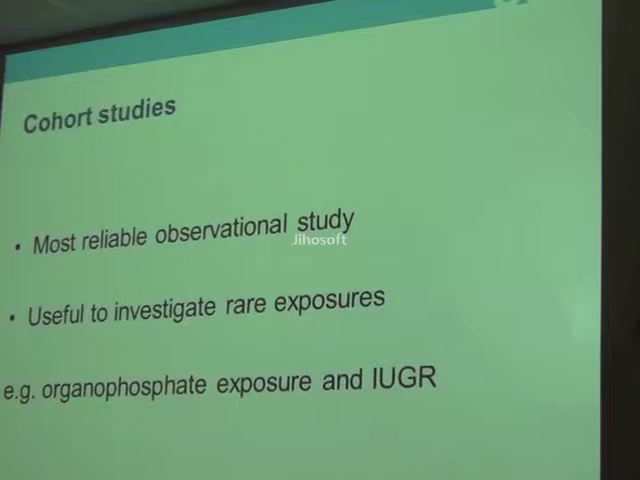 Cohort studies
• Most reliable observational study
Jihosoft
• Useful to investigate rare exposures
e.g. organophosphate exposure and IUGR